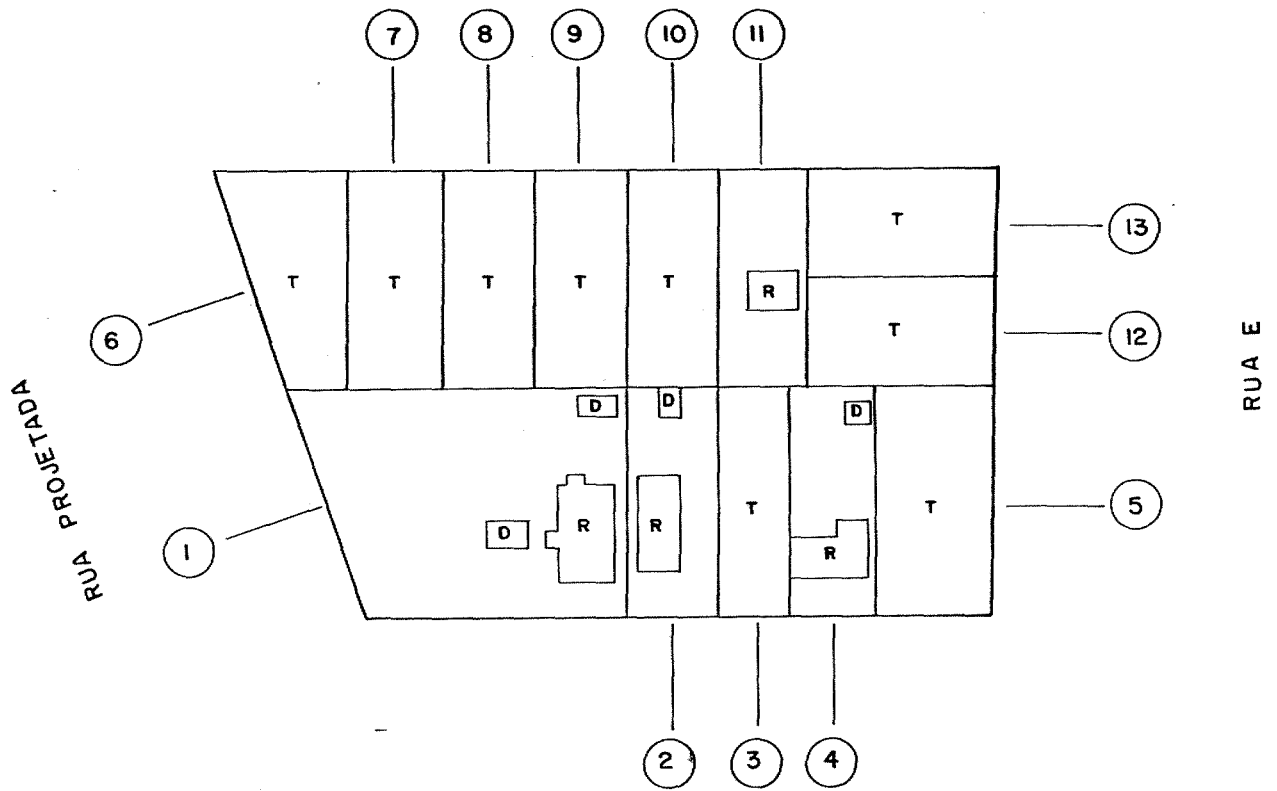 7 8 9 10 11
T 13
T T T T T R
T 12
6
RUA E
RUA PROJETADA
D D D
T T 5
D R R R
1
2 3 4